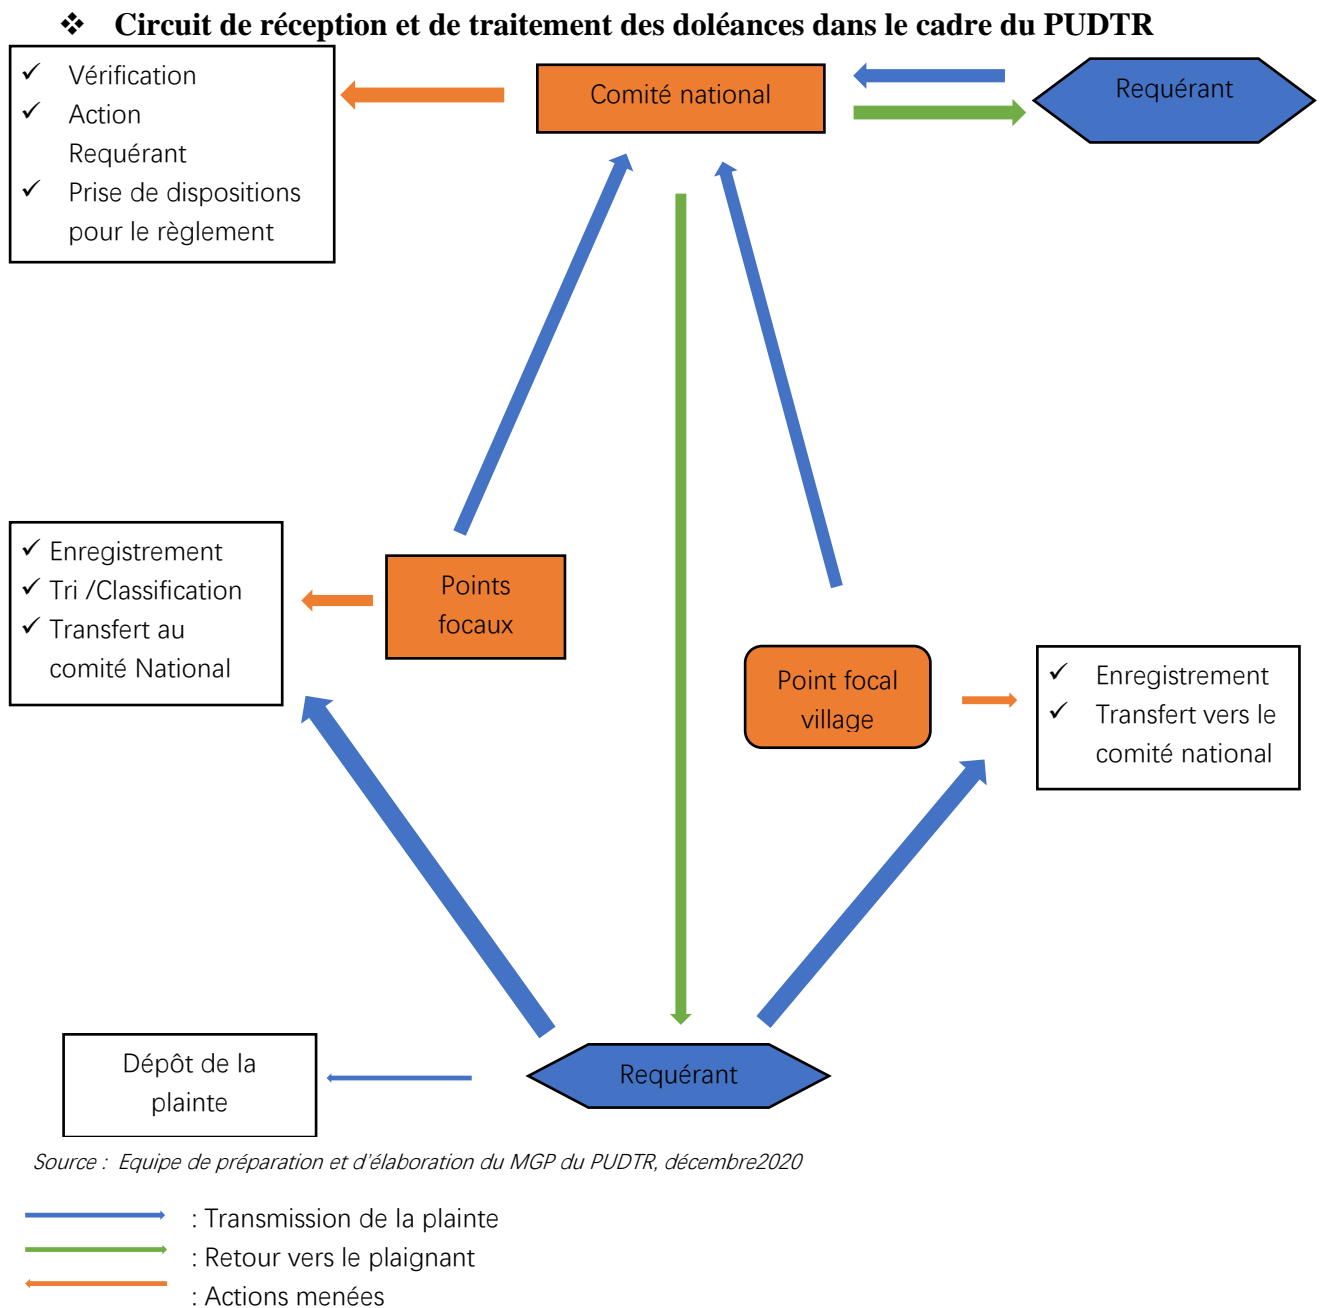 ❖ Circuit de réception et de traitement des doléances dans le cadre du PUDTR
✓ Vérification
✓ Action
Requérant
✓ Prise de dispositions
pour le règlement
Comité national
Requérant
✓ Enregistrement
✓ Tri /Classification
✓ Transfert au
comité National
Points
focaux
Point focal
village
✓ Enregistrement
✓ Transfert vers le
comité national
Dépôt de la
plainte
Requérant
Source : Equipe de préparation et d'élaboration du MGP du PUDTR, décembre2020
: Transmission de la plainte
: Retour vers le plaignant
: Actions menées